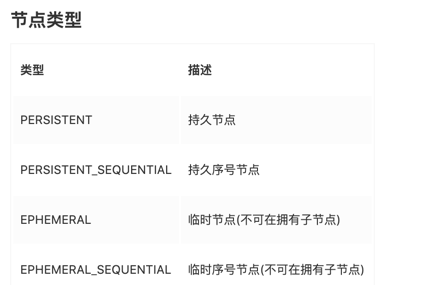 节点类型
类型 描述
PERSISTENT 持久节点
PERSISTENT_SEQUENTIAL 持久序号节点
EPHEMERAL 临时节点(不可在拥有子节点)
EPHEMERAL_SEQUENTIAL 临时序号节点(不可在拥有子节点)